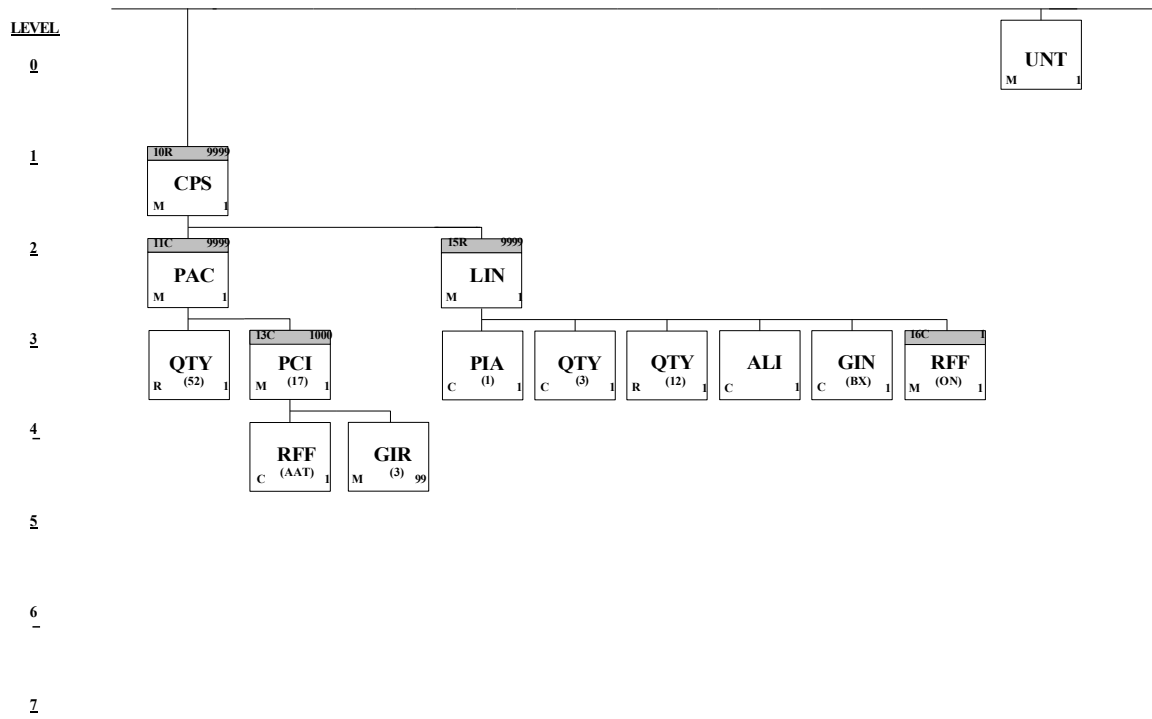 LEVEL
0
UNT
M 1
1
10R 9999
CPS
M 1
2
11C 9999
PAC
M 1
15R 9999
LIN
M 1
3
QTY
(52)
R 1
13C 1000
PCI
(17)
M 1
PIA
(1)
C 1
QTY
(3)
C 1
QTY
(12)
R 1
ALI
C 1
GIN
(BX)
C 1
16C 1
RFF
(ON)
M 1
4
RFF
(AAT)
C 1
GIR
(3)
M 99
5
6
7